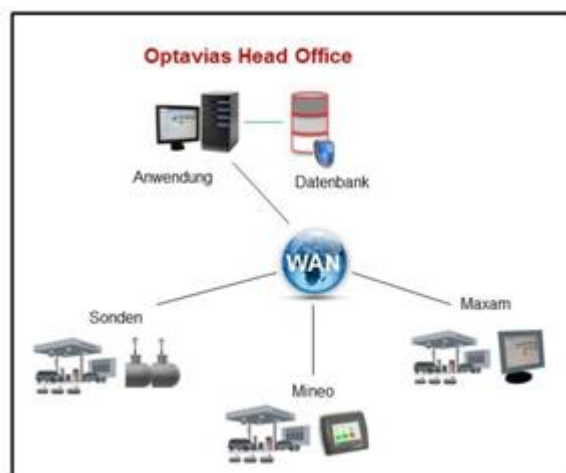 Optavias Head Office
Anwendung
Datenbank
WAN
Sonden
Maxam
Mineo